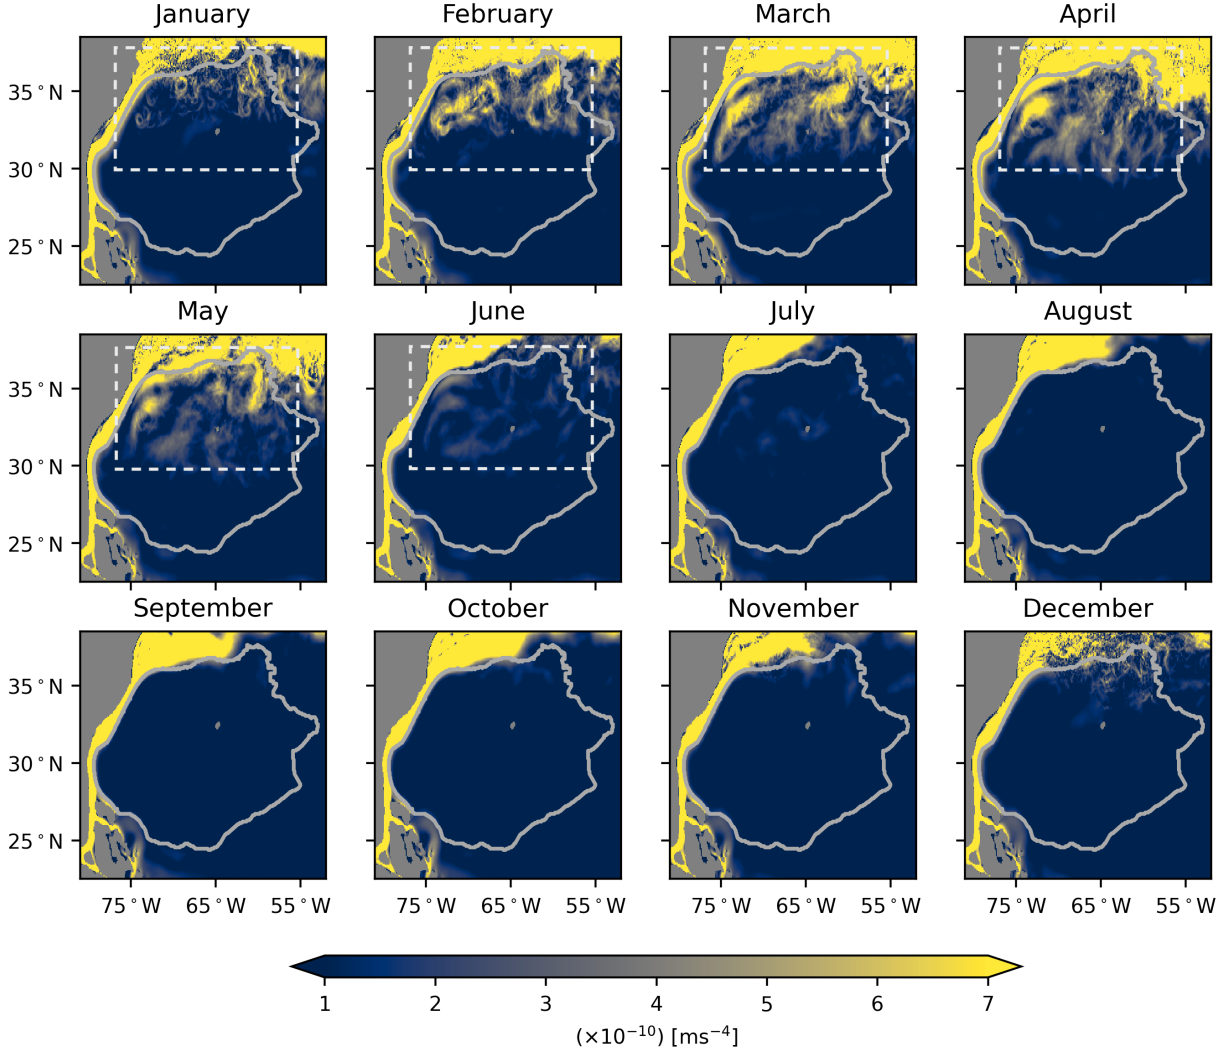 January February March April
35°N
30°N
25°N
May June July August
35°N
30°N
25°N
September October November December
35°N
30°N
25°N
75°W 65°W 55°W 75°W 65°W 55°W 75°W 65°W 55°W 75°W 65°W 55°W
1 2 3 4 5 6 7
(×10⁻¹⁰) [ms⁻⁴]